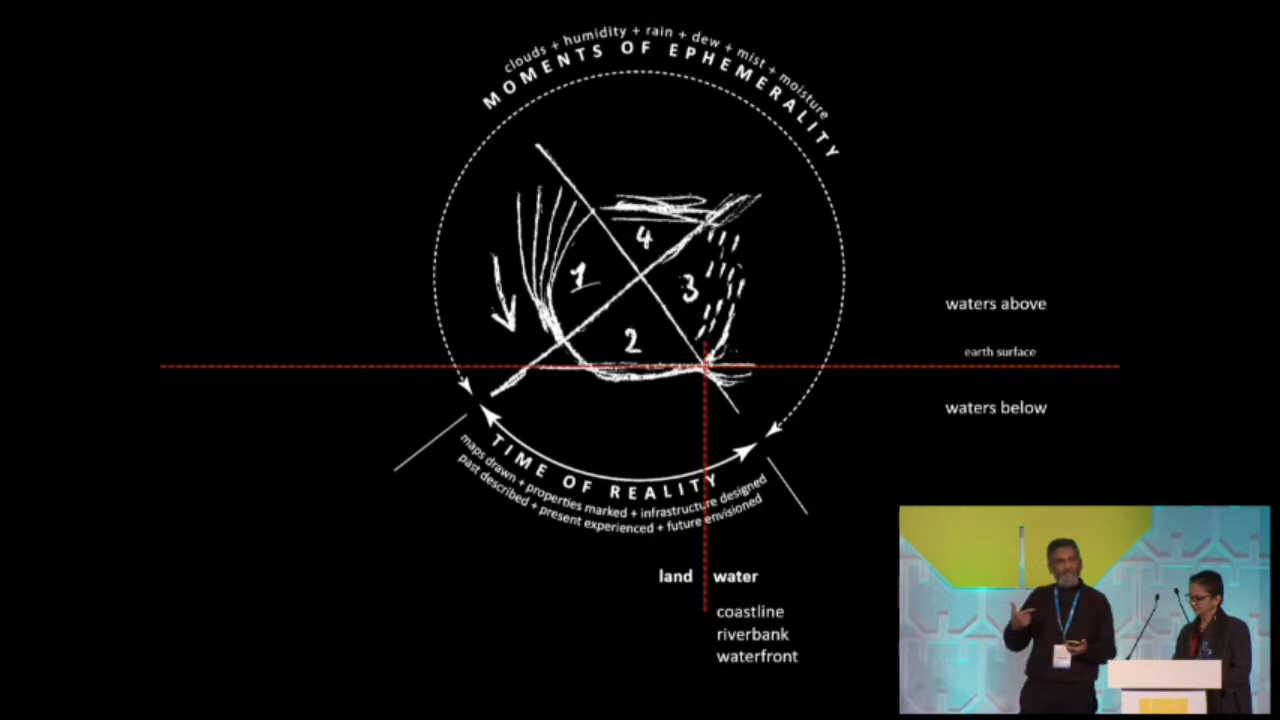 clouds + humidity + rain + dew + mist + moisture
MOMENTS OF EPHEMERALITY
4
1
3
2
waters above
earth surface
waters below
TIME OF REALITY
maps drawn + properties marked + infrastructure designed
past described + present experienced + future envisioned
land water
coastline
riverbank
waterfront